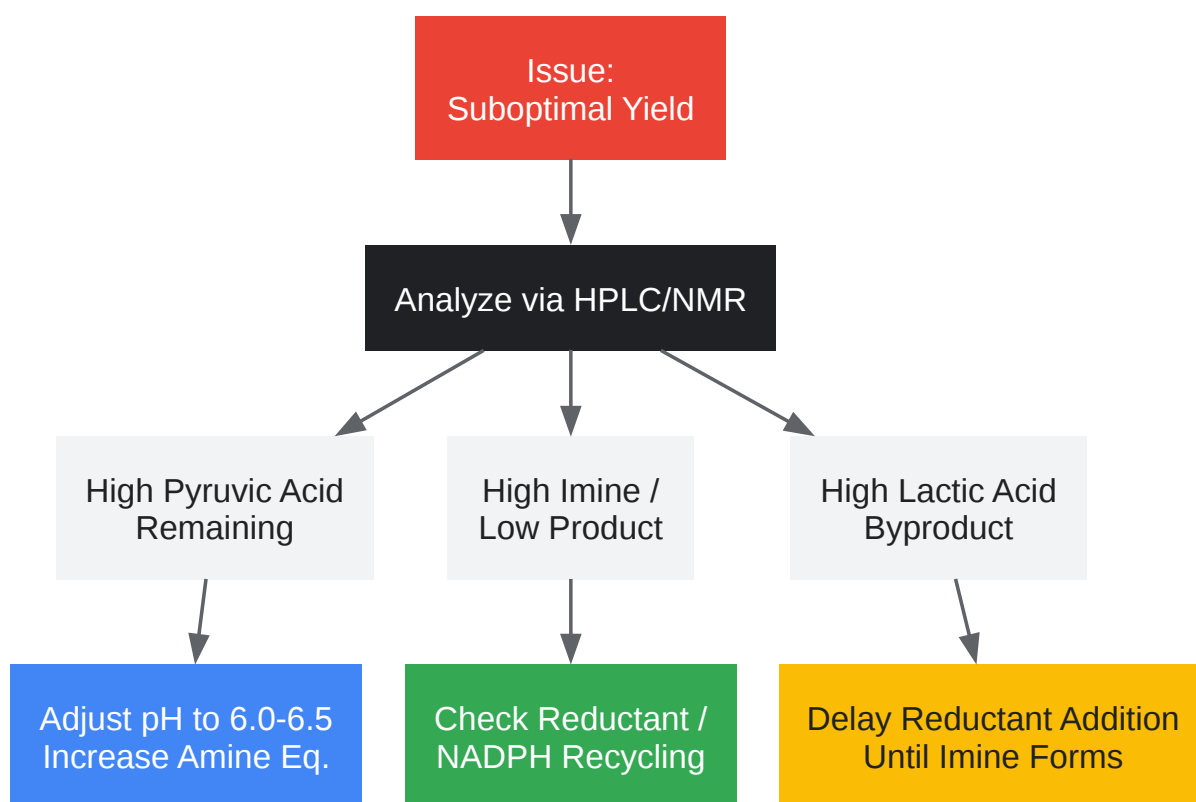 Issue:
Suboptimal Yield
Analyze via HPLC/NMR
High Pyruvic Acid
Remaining
High Imine /
Low Product
High Lactic Acid
Byproduct
Adjust pH to 6.0-6.5
Increase Amine Eq.
Check Reductant /
NADPH Recycling
Delay Reductant Addition
Until Imine Forms